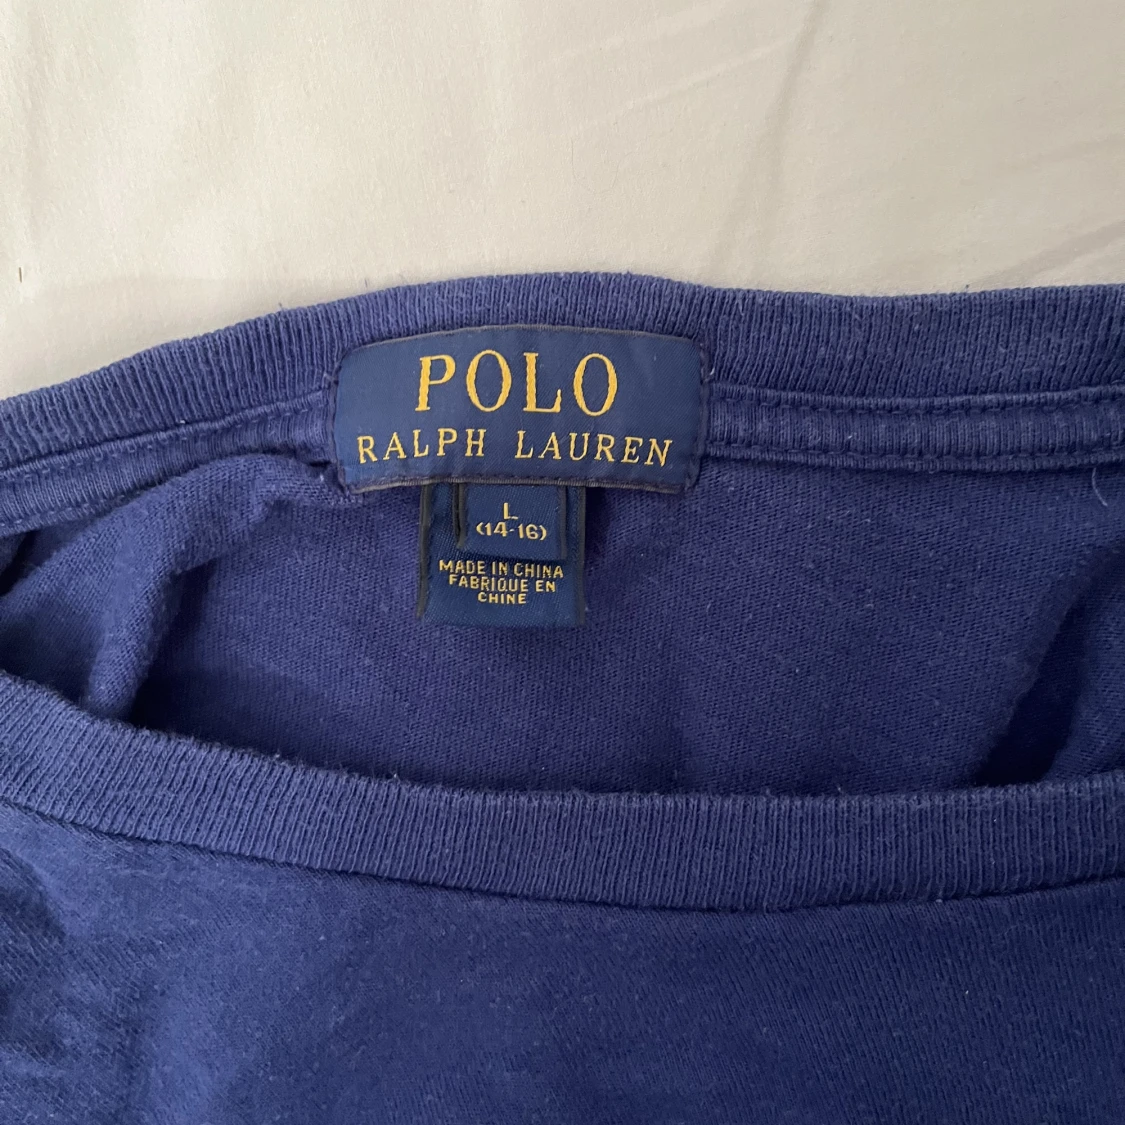 POLO
RALPH LAUREN
L
(14-16)
MADE IN CHINA
FABRIQUE EN
CHINE